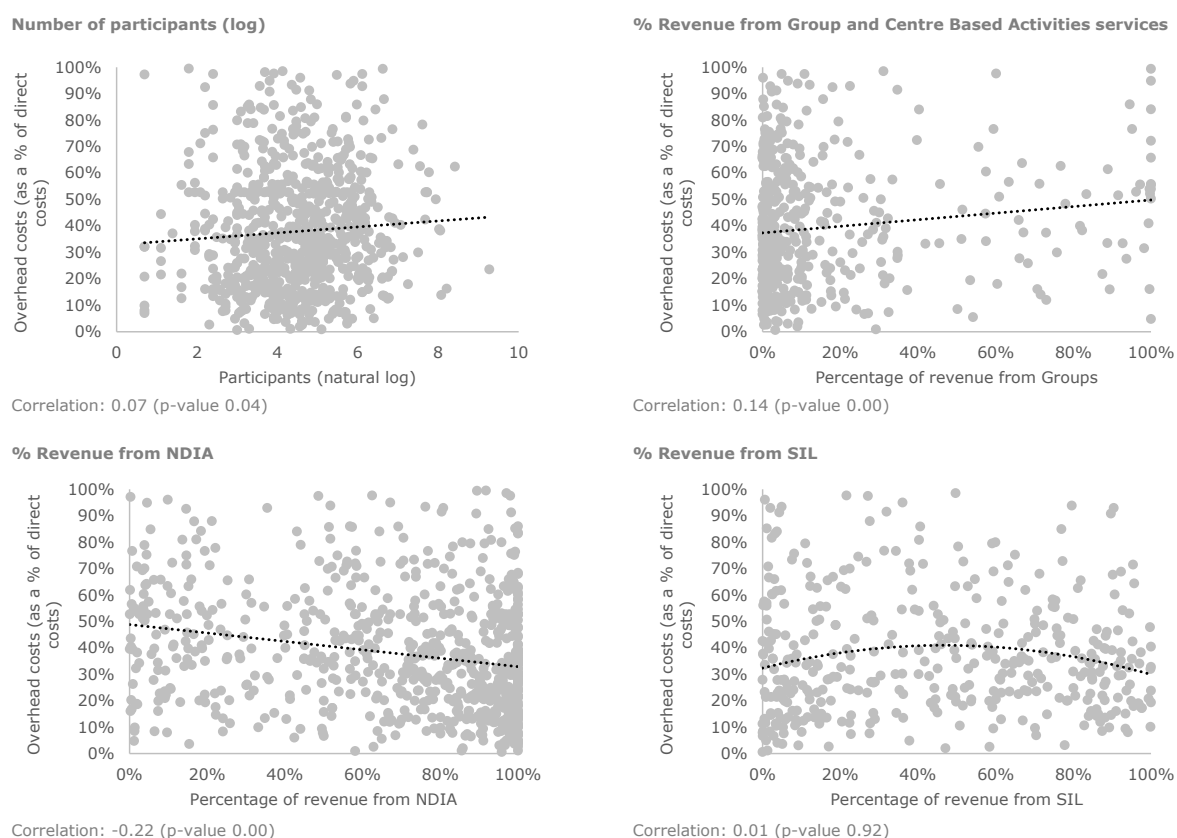 Number of participants (log)
Overhead costs (as a % of direct
costs)
100%
90%
80%
70%
60%
50%
40%
30%
20%
10%
0%
0 2 4 6 8 10
Participants (natural log)
Correlation: 0.07 (p-value 0.04)
% Revenue from Group and Centre Based Activities services
Overhead costs (as a % of direct
costs)
100%
90%
80%
70%
60%
50%
40%
30%
20%
10%
0%
0% 20% 40% 60% 80% 100%
Percentage of revenue from Groups
Correlation: 0.14 (p-value 0.00)
% Revenue from NDIA
Overhead costs (as a % of direct
costs)
100%
90%
80%
70%
60%
50%
40%
30%
20%
10%
0%
0% 20% 40% 60% 80% 100%
Percentage of revenue from NDIA
Correlation: -0.22 (p-value 0.00)
% Revenue from SIL
Overhead costs (as a % of direct
costs)
100%
90%
80%
70%
60%
50%
40%
30%
20%
10%
0%
0% 20% 40% 60% 80% 100%
Percentage of revenue from SIL
Correlation: 0.01 (p-value 0.92)